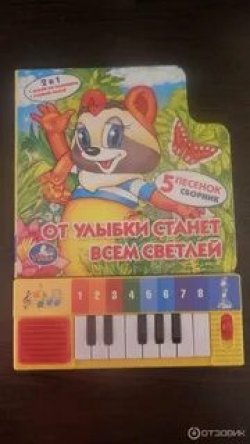 2 в 1
5 ПЕСЕНОК
СБОРНИК
ОТ УЛЫБКИ СТАНЕТ
ВСЕМ СВЕТЛЕЙ
1 2 3 4 5 6 7 8
ОТЗОВИК